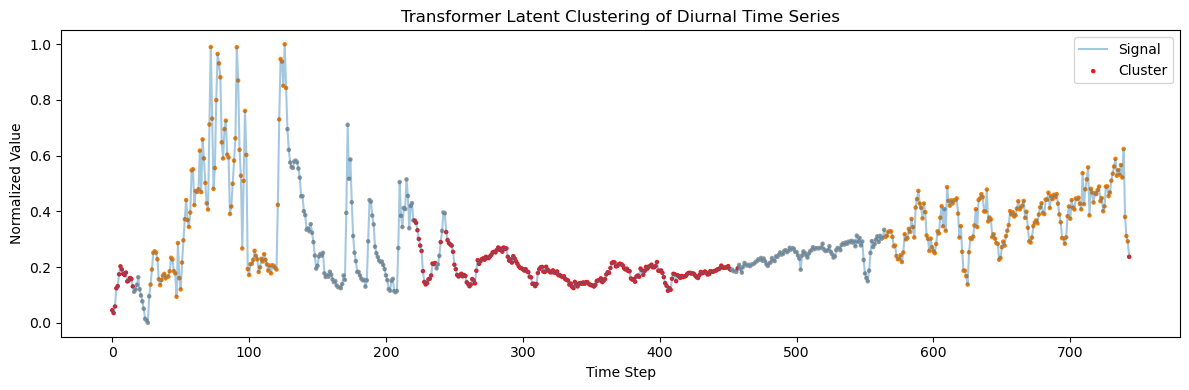 Transformer Latent Clustering of Diurnal Time Series
Normalized Value
1.0
0.8
0.6
0.4
0.2
0.0
Signal
Cluster
0 100 200 300 400 500 600 700
Time Step